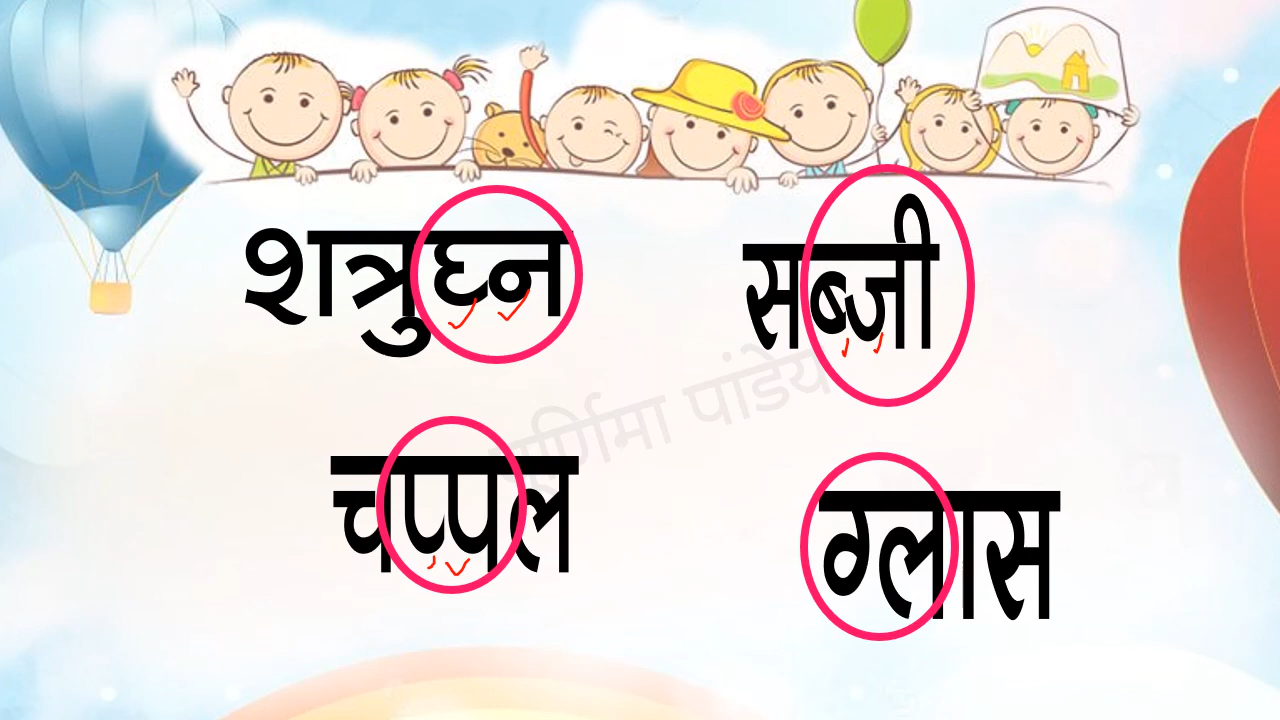 शत्रुघ्न सब्जी
पूर्णिमा पांडेय
चप्पल ग्लास